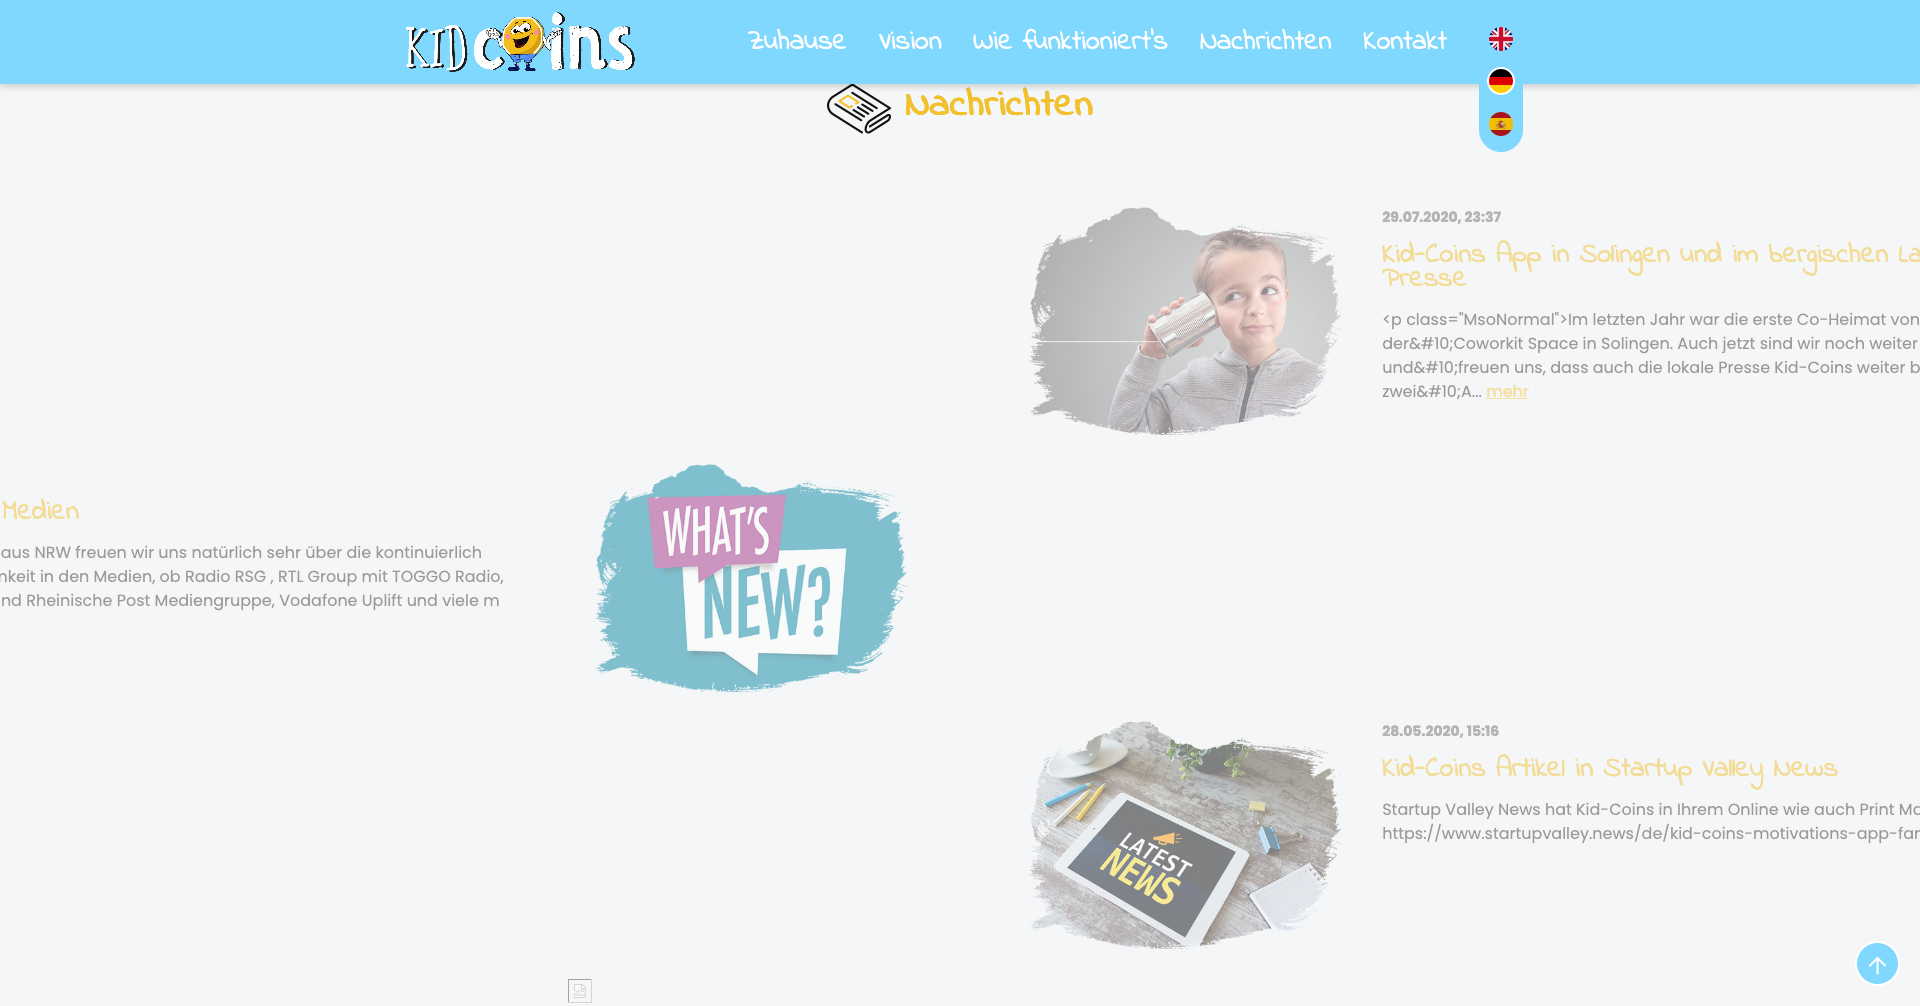 KID coins
Zuhause Vision Wie funktioniert's Nachrichten Kontakt
Nachrichten
29.07.2020, 23:37
Kid-Coins App in Solingen und im bergischen
Presse
<p class="MsoNormal">Im letzten Jahr war die erste Co-Heimat von
der&#10;Coworkit Space in Solingen. Auch jetzt sind wir noch weiter
und&#10;freuen uns, dass auch die lokale Presse Kid-Coins weiter
zwei&#10;A... mehr
Medien
aus NRW freuen wir uns natürlich sehr über die kontinuierlich
in den Medien, ob Radio RSG , RTL Group mit TOGGO Radio,
Rheinische Post Mediengruppe, Vodafone Uplift und viele m
WHAT'S
NEW?
28.05.2020, 15:16
Kid-Coins Artikel in Startup Valley News
Startup Valley News hat Kid-Coins in Ihrem Online wie auch Print
https://www.startupvalley.news/de/kid-coins-motivations-app-
LATEST
NEWS